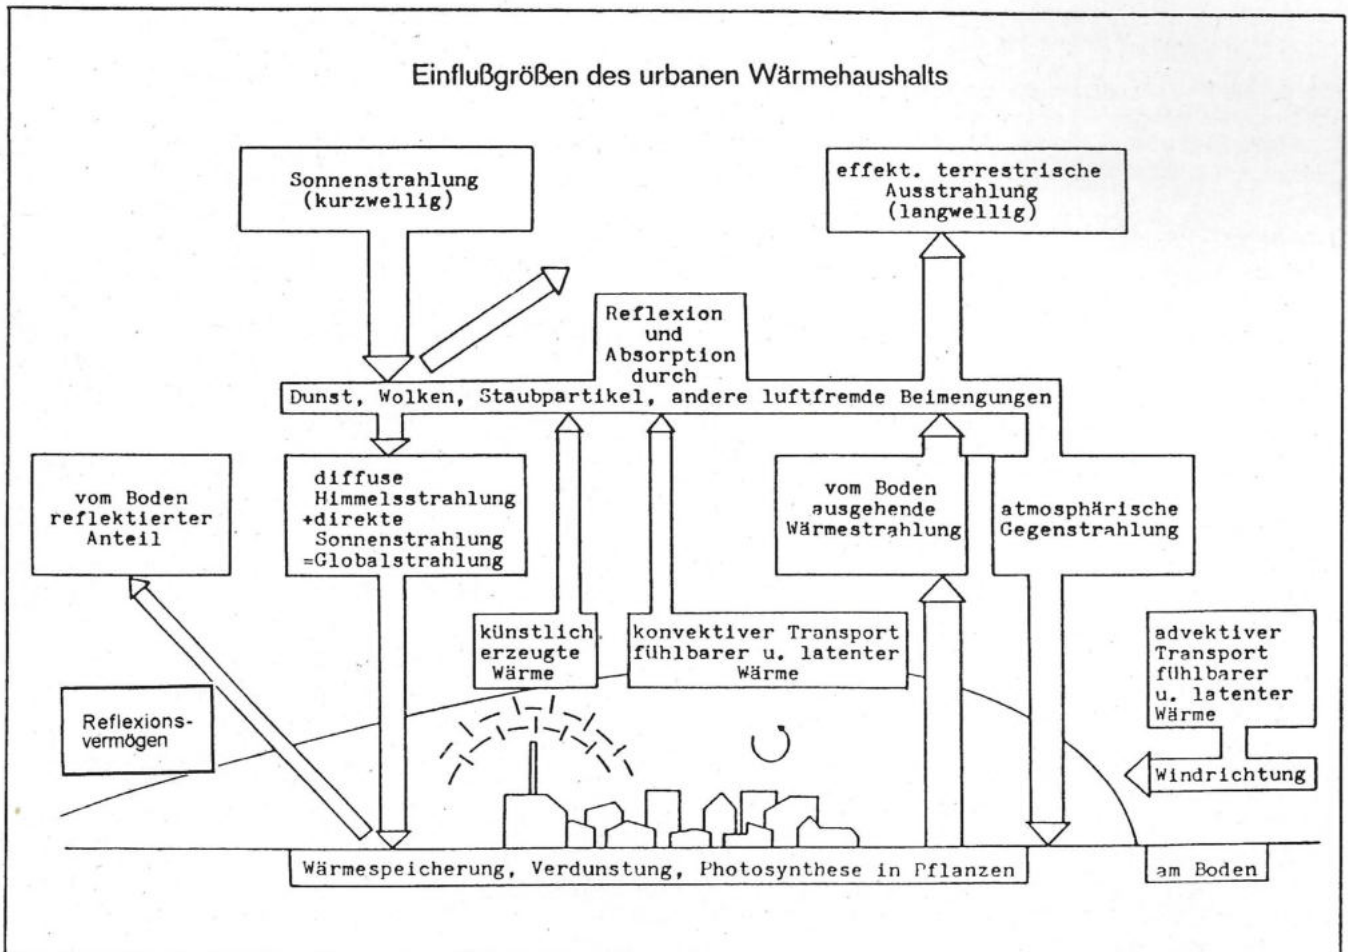 Einflußgrößen des urbanen Wärmehaushalts
Sonnenstrahlung
(kurzwellig)
effekt. terrestrische
Ausstrahlung
(langwellig)
Reflexion
und
Absorption
durch
Dunst, Wolken, Staubpartikel, andere luftfremde Beimengungen
vom Boden
reflektierter
Anteil
diffuse
Himmelsstrahlung
+direkte
Sonnenstrahlung
=Globalstrahlung
vom Boden
ausgehende
Wärmestrahlung
atmosphärische
Gegenstrahlung
künstlich
erzeugte
Wärme
konvektiver Transport
fühlbarer u. latenter
Wärme
advektiver
Transport
fühlbarer
u. latenter
Wärme
Reflexions-
vermögen
Windrichtung
Wärmespeicherung, Verdunstung, Photosynthese in Pflanzen
am Boden